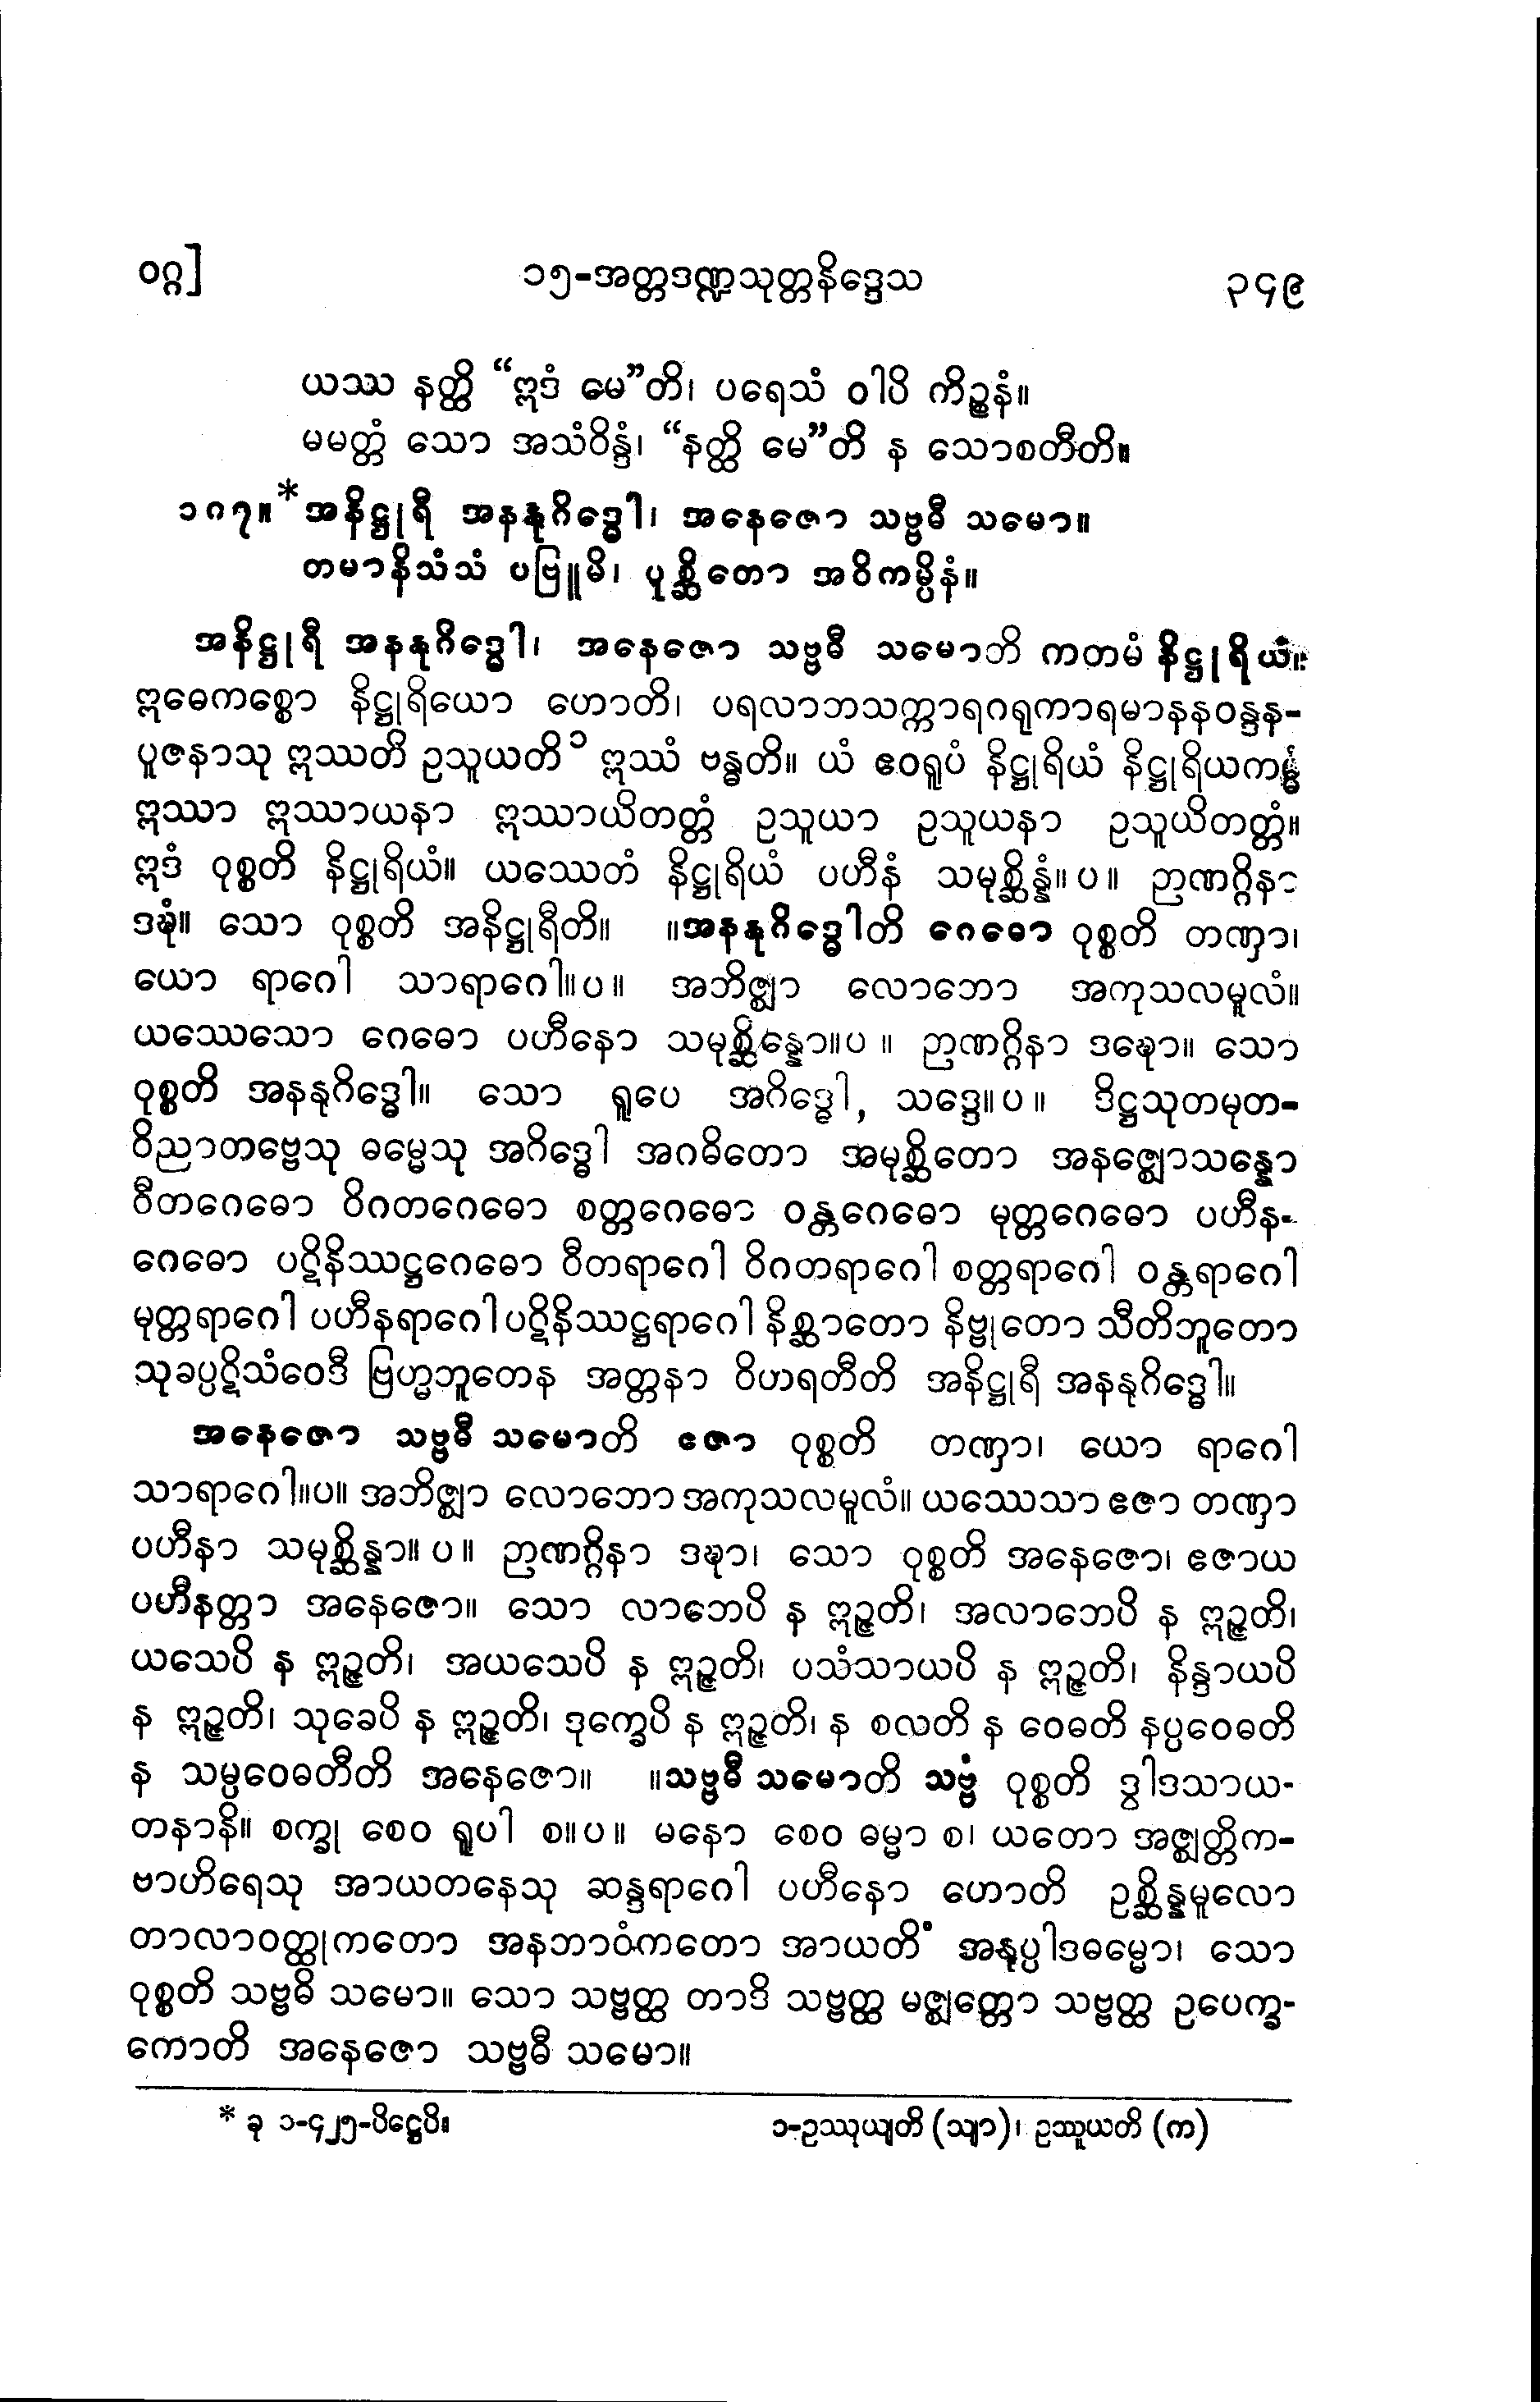 ဝဂ္ဂ]
၁၅-အတ္တဒဏ္ဍသုတ္တနိဒ္ဒေသ
၃၄၉
ယဿ နတ္ထိ “ဣဒံ မေ”တိ၊ ပရေသံ ဝါပိ ကိဉ္စနံ။
မမတ္တံ သော အသံဝိန္ဒံ၊ “နတ္ထိ မေ”တိ န သောစတီတိ။
၁၈၇။ *အနိဋ္ဌုရီ အနနုဂိဒ္ဓေါ၊ အနေဇော သဗ္ဗဓီ သမော။
တမာနိသံသံ ပဗြူမိ၊ ပုစ္ဆိတော အဝိကမ္ပိနံ။
အနိဋ္ဌုရီ အနနုဂိဒ္ဓေါ၊ အနေဇော သဗ္ဗဓီ သမောတိ ကတမံ နိဋ္ဌုရိယံ။
ဣဓေကစ္စော နိဋ္ဌုရိယော ဟောတိ၊ ပရလာဘသက္ကာရဂရုကာရမာနနဝန္ဒန-
ပူဇနာသု ဣဿတိ ဥသူယတိ ၁ ဣဿံ ဗန္ဓတိ။ ယံ ဧဝရူပံ နိဋ္ဌုရိယံ နိဋ္ဌုရိယကမ္မံ
ဣဿာ ဣဿာယနာ ဣဿာယိတတ္တံ ဥသူယာ ဥသူယနာ ဥသူယိတတ္တံ။
ဣဒံ ဝုစ္စတိ နိဋ္ဌုရိယံ။ ယဿေတံ နိဋ္ဌုရိယံ ပဟီနံ သမုစ္ဆိန္နံ။ပ။ ဉာဏဂ္ဂိနာ
ဒဍ္ဎံ။ သော ဝုစ္စတိ အနိဋ္ဌုရီတိ။ ။အနနုဂိဒ္ဓေါတိ ဂေဓော ဝုစ္စတိ တဏှာ၊
ယော ရာဂေါ သာရာဂေါ။ပ။ အဘိဇ္ဈာ လောဘော အကုသလမူလံ။
ယဿေသော ဂေဓော ပဟီနော သမုစ္ဆိန္နော။ပ။ ဉာဏဂ္ဂိနာ ဒဍ္ဎော။ သော
ဝုစ္စတိ အနနုဂိဒ္ဓေါ။ သော ရူပေ အဂိဒ္ဓေါ, သဒ္ဒေ။ပ။ ဒိဋ္ဌသုတမုတ-
ဝိညာတဗ္ဗေသု ဓမ္မေသု အဂိဒ္ဓေါ အဂဓိတော အမုစ္ဆိတော အနဇ္ဈောသန္နော
ဝီတဂေဓော ဝိဂတဂေဓော စတ္တဂေဓော ဝန္တဂေဓော မုတ္တဂေဓော ပဟီန-
ဂေဓော ပဋိနိဿဋ္ဌဂေဓော ဝီတရာဂေါ ဝိဂတရာဂေါ စတ္တရာဂေါ ဝန္တရာဂေါ
မုတ္တရာဂေါ ပဟီနရာဂေါ ပဋိနိဿဋ္ဌရာဂေါ နိစ္ဆာတော နိဗ္ဗုတော သီတိဘူတော
သုခပ္ပဋိသံဝေဒီ ဗြဟ္မဘူတေန အတ္တနာ ဝိဟရတီတိ အနိဋ္ဌုရီ အနနုဂိဒ္ဓေါ။
အနေဇော သဗ္ဗဓီ သမောတိ ဧဇာ ဝုစ္စတိ တဏှာ၊ ယော ရာဂေါ
သာရာဂေါ။ပ။ အဘိဇ္ဈာ လောဘော အကုသလမူလံ။ ယဿေသာ ဧဇာ တဏှာ
ပဟီနာ သမုစ္ဆိန္နာ။ပ။ ဉာဏဂ္ဂိနာ ဒဍ္ဎာ၊ သော ဝုစ္စတိ အနေဇော၊ ဧဇာယ
ပဟီနတ္တာ အနေဇော။ သော လာဘေပိ န ဣဉ္ဇတိ၊ အလာဘေပိ န ဣဉ္ဇတိ၊
ယသေပိ န ဣဉ္ဇတိ၊ အယသေပိ န ဣဉ္ဇတိ၊ ပသံသာယပိ န ဣဉ္ဇတိ၊ နိန္ဒာယပိ
န ဣဉ္ဇတိ၊ သုခေပိ န ဣဉ္ဇတိ၊ ဒုက္ခေပိ န ဣဉ္ဇတိ၊ န စလတိ န ဝေဓတိ နပ္ပဝေဓတိ
န သမ္ပဝေဓတီတိ အနေဇော။ ။သဗ္ဗဓီ သမောတိ သဗ္ဗံ ဝုစ္စတိ ဒွါဒသာယ-
တနာနိ။ စက္ခု စေဝ ရူပါ စ။ပ။ မနော စေဝ ဓမ္မာ စ၊ ယတော အဇ္ဈတ္တိက-
ဗာဟိရေသု အာယတနေသု ဆန္ဒရာဂေါ ပဟီနော ဟောတိ ဥစ္ဆိန္နမူလော
တာလာဝတ္ထုကတော အနဘာဝံကတော အာယတိံ အနုပ္ပါဒဓမ္မော၊ သော
ဝုစ္စတိ သဗ္ဗဓိ သမော။ သော သဗ္ဗတ္ထ တာဒိ သဗ္ဗတ္ထ မဇ္ဈတ္တော သဗ္ဗတ္ထ ဥပေက္ခ-
ကောတိ အနေဇော သဗ္ဗဓီ သမော။
* ခု ၁-၄၂၅-ပိဋ္ဌေပိ။
၁-ဥဿုယျတိ (သျာ)၊ ဥဿူယတိ (က)